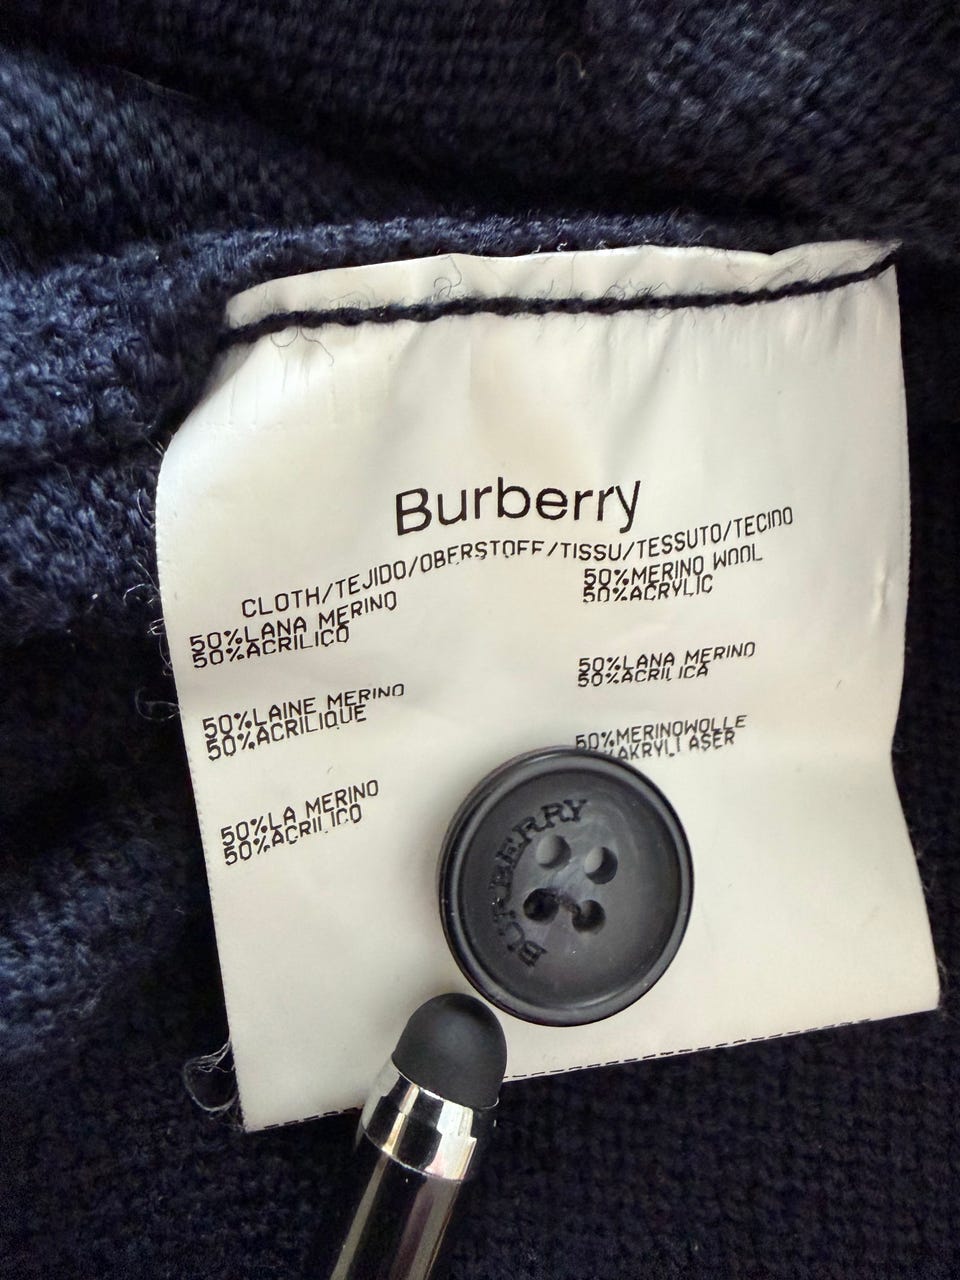 Burberry
CLOTH/TEJIDO/OBERSTOFF/TISSU/TESSUTO/TECIDO
50%LANA MERINO
50%ACRILICO
50%MERINO WOOL
50%ACRYLIC
50%LAINE MERINO
50%ACRILIQUE
50%LANA MERINO
50%ACRILICA
50%LA MERINO
50%ACRILICO
50%MERINOWOLLE
BURBERRY